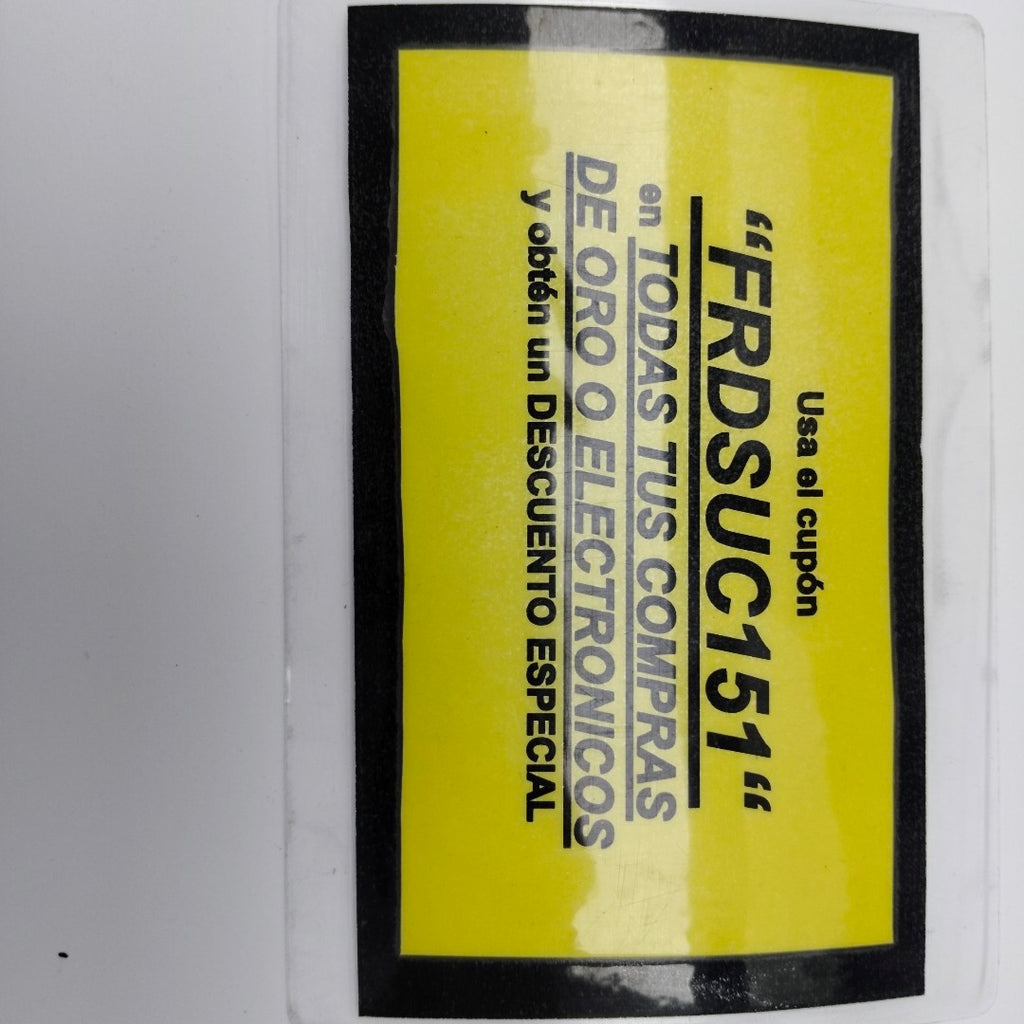 Usa el cupón
“FRDSUC151“
en TODAS TUS COMPRAS
DE ORO O ELECTRONICOS
y obtén un DESCUENTO ESPECIAL